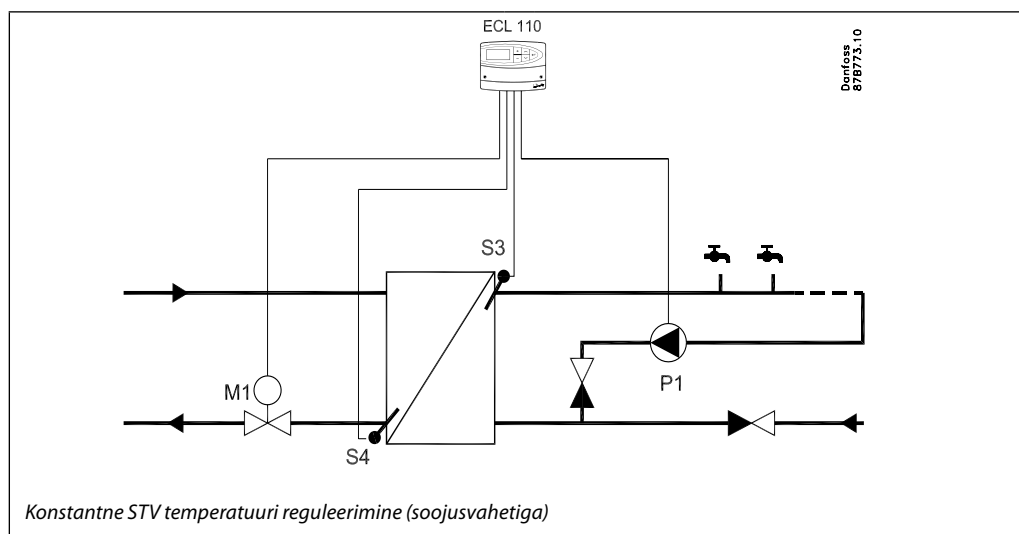 ECL 110
Danfoss
87B773.10
S3
P1
M1
S4
Konstantne STV temperatuuri reguleerimine (soojusvahetiga)